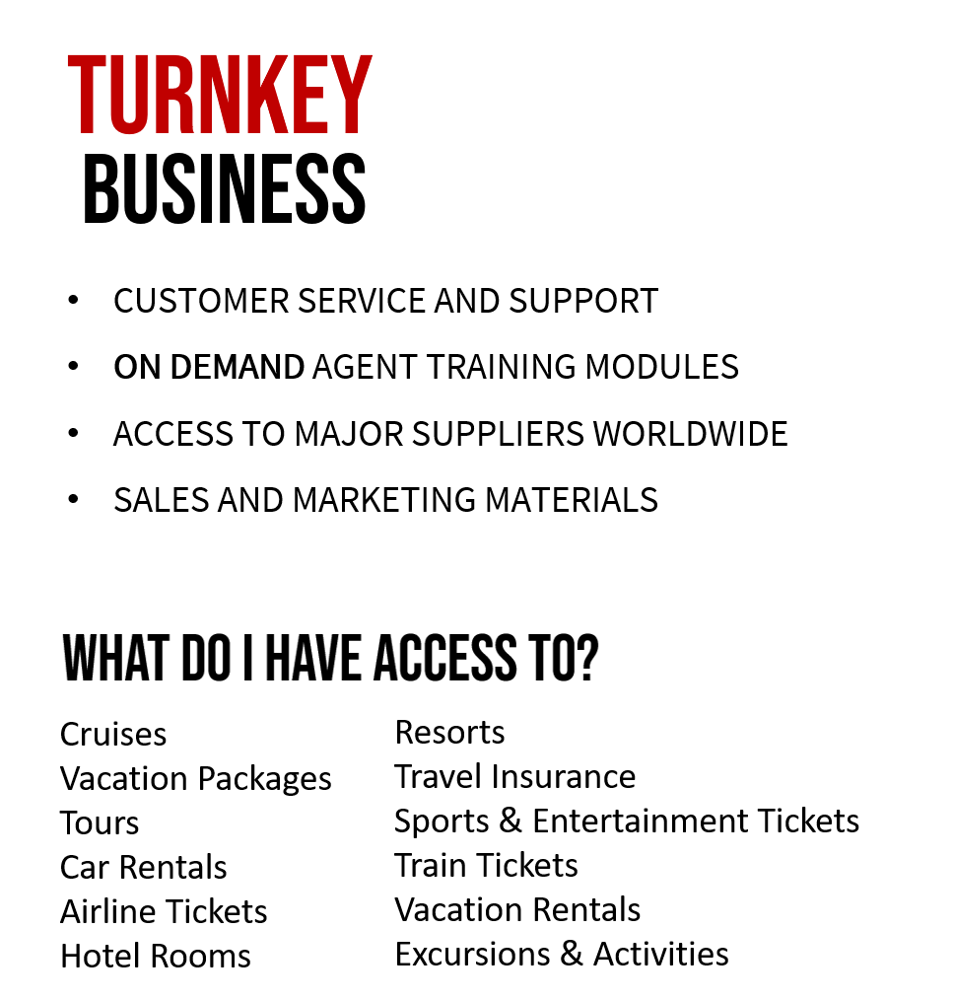 TURNKEY
BUSINESS
• CUSTOMER SERVICE AND SUPPORT
• ON DEMAND AGENT TRAINING MODULES
• ACCESS TO MAJOR SUPPLIERS WORLDWIDE
• SALES AND MARKETING MATERIALS
WHAT DO I HAVE ACCESS TO?
Cruises
Vacation Packages
Tours
Car Rentals
Airline Tickets
Hotel Rooms
Resorts
Travel Insurance
Sports & Entertainment Tickets
Train Tickets
Vacation Rentals
Excursions & Activities